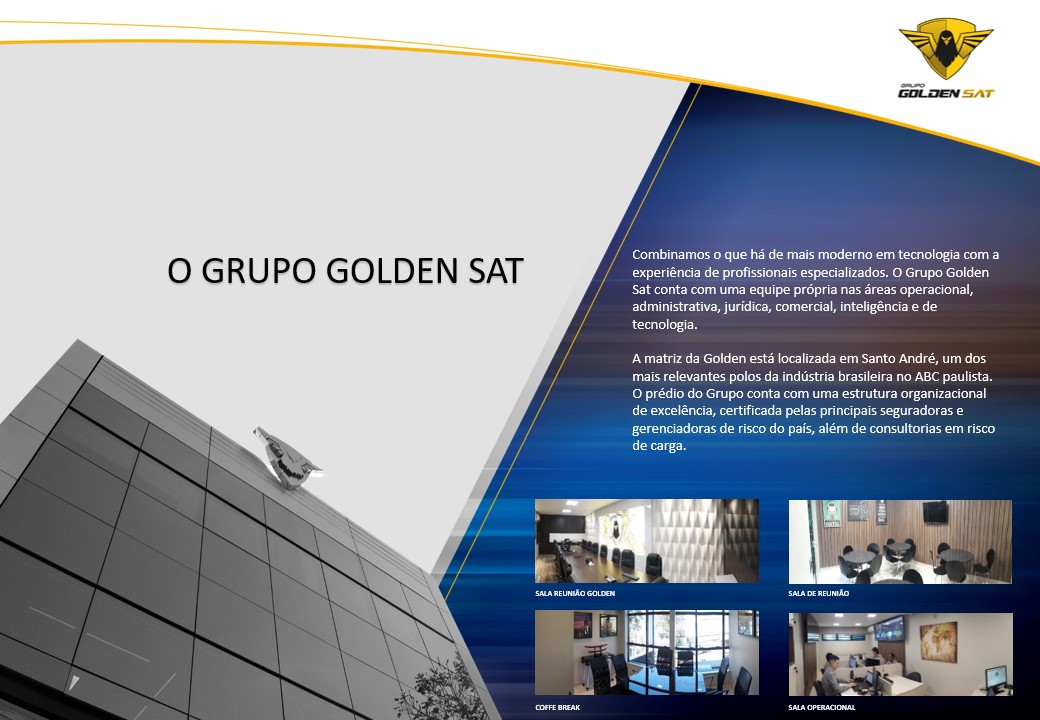 GRUPO
GOLDEN SAT
O GRUPO GOLDEN SAT
Combinamos o que há de mais moderno em tecnologia com a
experiência de profissionais especializados. O Grupo Golden
Sat conta com uma equipe própria nas áreas operacional,
administrativa, jurídica, comercial, inteligência e de
tecnologia.
A matriz da Golden está localizada em Santo André, um dos
mais relevantes polos da indústria brasileira no ABC paulista.
O prédio do Grupo conta com uma estrutura organizacional
de excelência, certificada pelas principais seguradoras e
gerenciadoras de risco do país, além de consultorias em risco
de carga.
SALA REUNIÃO GOLDEN
SALA DE REUNIÃO
COFFE BREAK
SALA OPERACIONAL